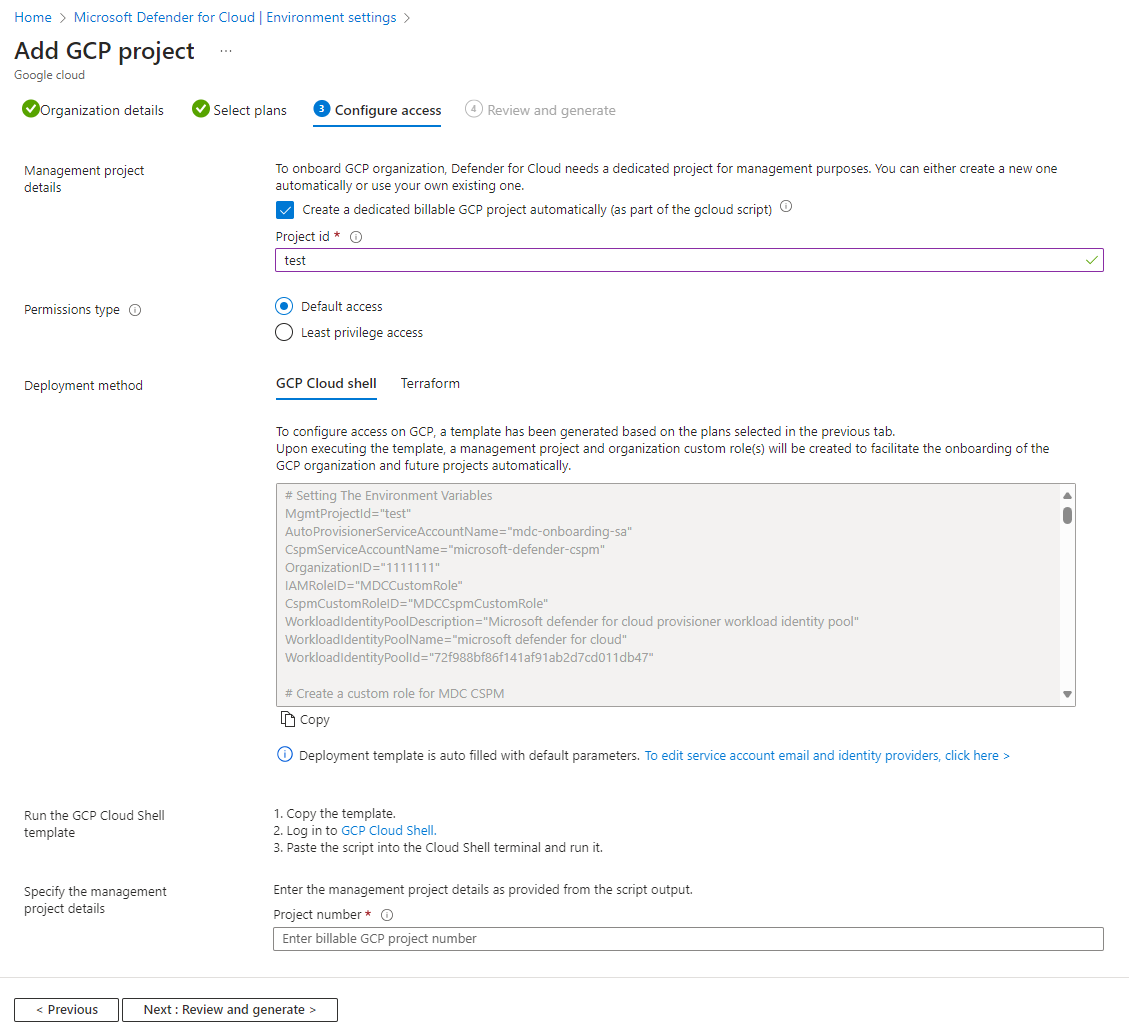 Home > Microsoft Defender for Cloud | Environment settings >
Add GCP project ...
Google cloud
Organization details Select plans 3 Configure access 4 Review and generate
Management project
details
To onboard GCP organization, Defender for Cloud needs a dedicated project for management purposes. You can either create a new one
automatically or use your own existing one.
Create a dedicated billable GCP project automatically (as part of the gcloud script)
Project id *
test
Permissions type
Default access
Least privilege access
Deployment method
GCP Cloud shell Terraform
To configure access on GCP, a template has been generated based on the plans selected in the previous tab.
Upon executing the template, a management project and organization custom role(s) will be created to facilitate the onboarding of the
GCP organization and future projects automatically.
# Setting The Environment Variables
MgmtProjectId="test"
AutoProvisionerServiceAccountName="mdc-onboarding-sa"
CspmServiceAccountName="microsoft-defender-cspm"
OrganizationID="1111111"
IAMRoleID="MDCCustomRole"
CspmCustomRoleID="MDCCspmCustomRole"
WorkloadIdentityPoolDescription="Microsoft defender for cloud provisioner workload identity pool"
WorkloadIdentityPoolName="microsoft defender for cloud"
WorkloadIdentityPoolId="72f988bf86f141af91ab2d7cd011db47"
# Create a custom role for MDC CSPM
Copy
Deployment template is auto filled with default parameters. To edit service account email and identity providers, click here >
Run the GCP Cloud Shell
template
1. Copy the template.
2. Log in to GCP Cloud Shell.
3. Paste the script into the Cloud Shell terminal and run it.
Specify the management
project details
Enter the management project details as provided from the script output.
Project number *
Enter billable GCP project number
< Previous Next : Review and generate >